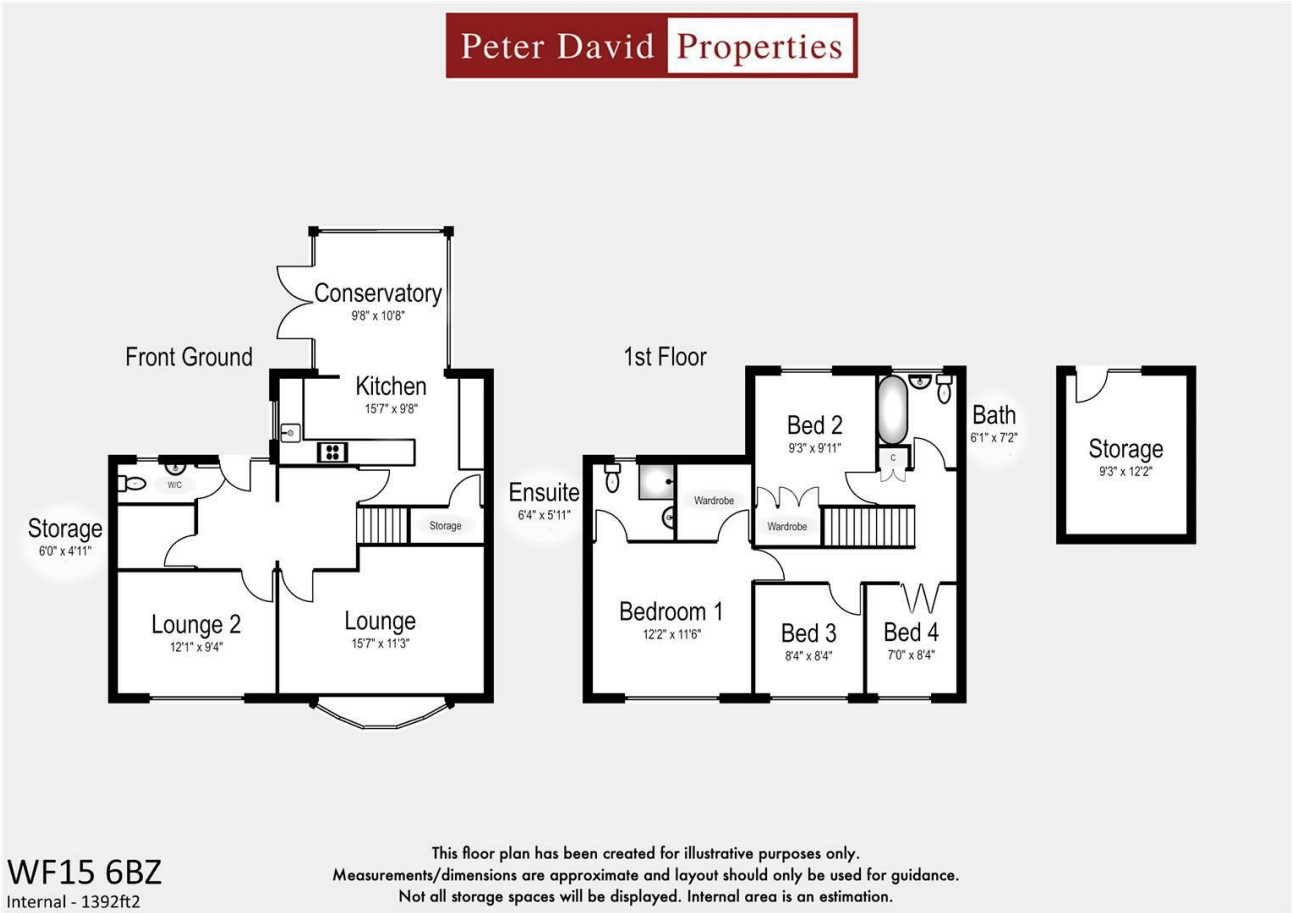 Peter David Properties
Front Ground
Conservatory
9'8" x 10'8"
Kitchen
15'7" x 9'8"
W/C
Storage
6'0" x 4'11"
Storage
Lounge 2
12'1" x 9'4"
Lounge
15'7" x 11'3"
1st Floor
Bed 2
9'3" x 9'11"
Bath
6'1" x 7'2"
C
Ensuite
6'4" x 5'11"
Wardrobe
Wardrobe
Bedroom 1
12'2" x 11'6"
Bed 3
8'4" x 8'4"
Bed 4
7'0" x 8'4"
Storage
9'3" x 12'2"
WF15 6BZ
Internal - 1392ft2
This floor plan has been created for illustrative purposes only.
Measurements/dimensions are approximate and layout should only be used for guidance.
Not all storage spaces will be displayed. Internal area is an estimation.